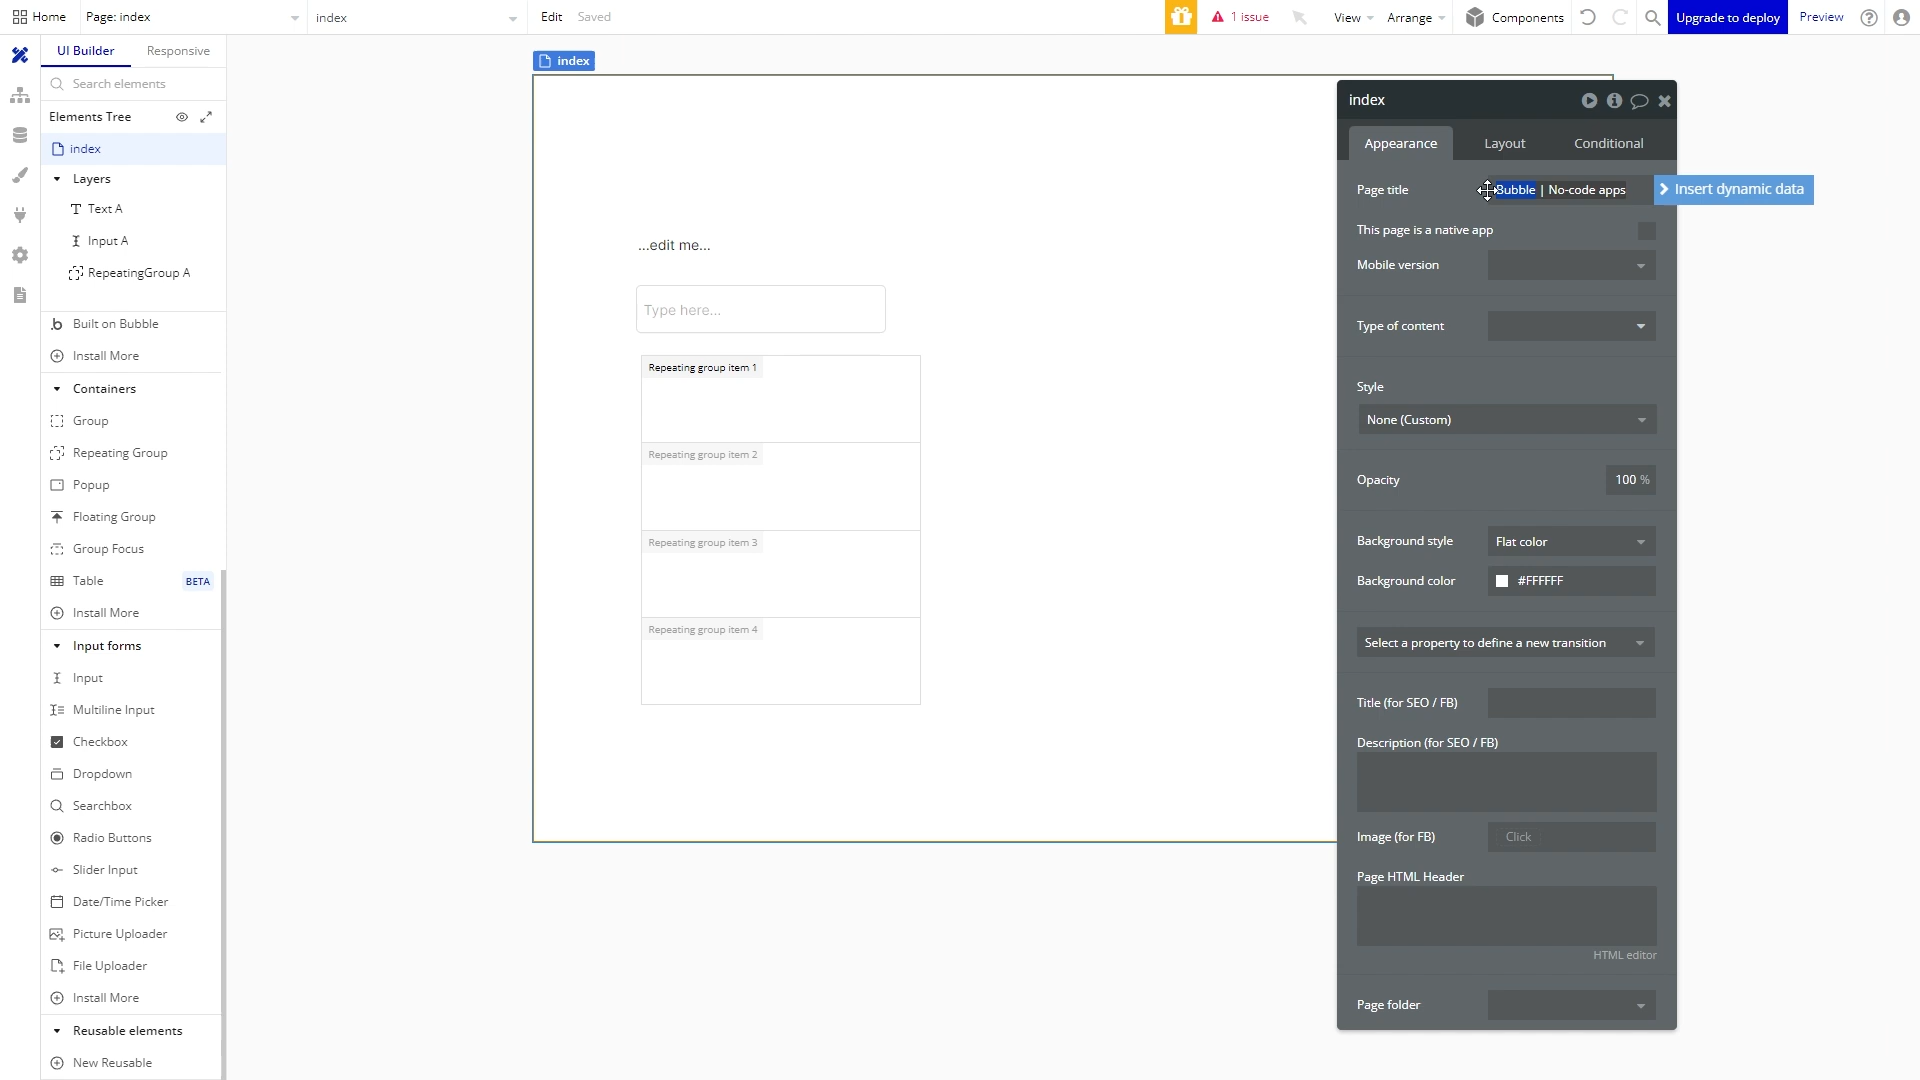 Home
Page: index
index
Edit
Saved
1 issue
View
Arrange
Components
Upgrade to deploy
Preview
UI Builder
Responsive
Search elements
Elements Tree
index
Layers
Text A
Input A
RepeatingGroup A
Built on Bubble
Install More
Containers
Group
Repeating Group
Popup
Floating Group
Group Focus
Table
BETA
Install More
Input forms
Input
Multiline Input
Checkbox
Dropdown
Searchbox
Radio Buttons
Slider Input
Date/Time Picker
Picture Uploader
File Uploader
Install More
Reusable elements
New Reusable
index
...edit me...
Type here...
Repeating group item 1
Repeating group item 2
Repeating group item 3
Repeating group item 4
index
Appearance
Layout
Conditional
Page title
Bubble | No-code apps
Insert dynamic data
This page is a native app
Mobile version
Type of content
Style
None (Custom)
Opacity
100 %
Background style
Flat color
Background color
#FFFFFF
Select a property to define a new transition
Title (for SEO / FB)
Description (for SEO / FB)
Image (for FB)
Click
Page HTML Header
HTML editor
Page folder